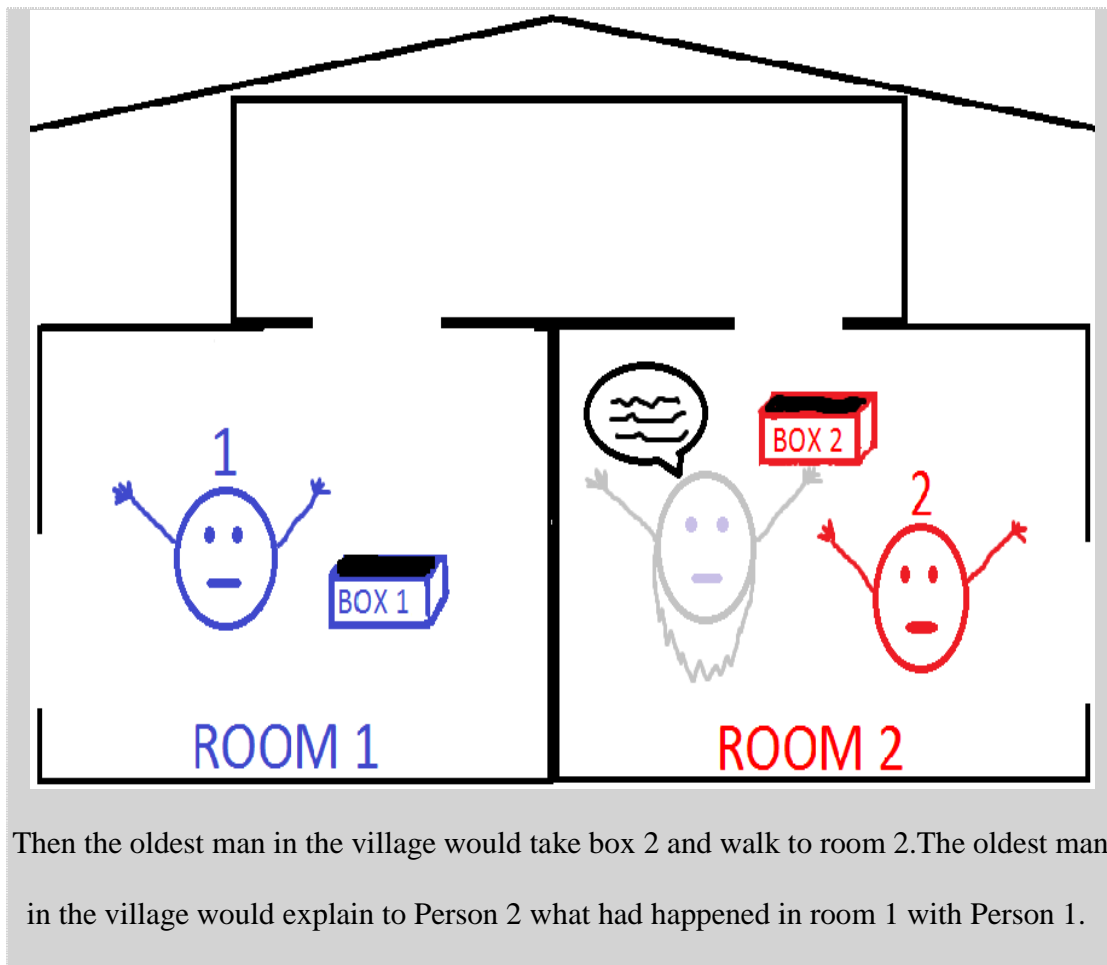 1
BOX 1
ROOM 1
BOX 2
2
ROOM 2
Then the oldest man in the village would take box 2 and walk to room 2.The oldest man
in the village would explain to Person 2 what had happened in room 1 with Person 1.